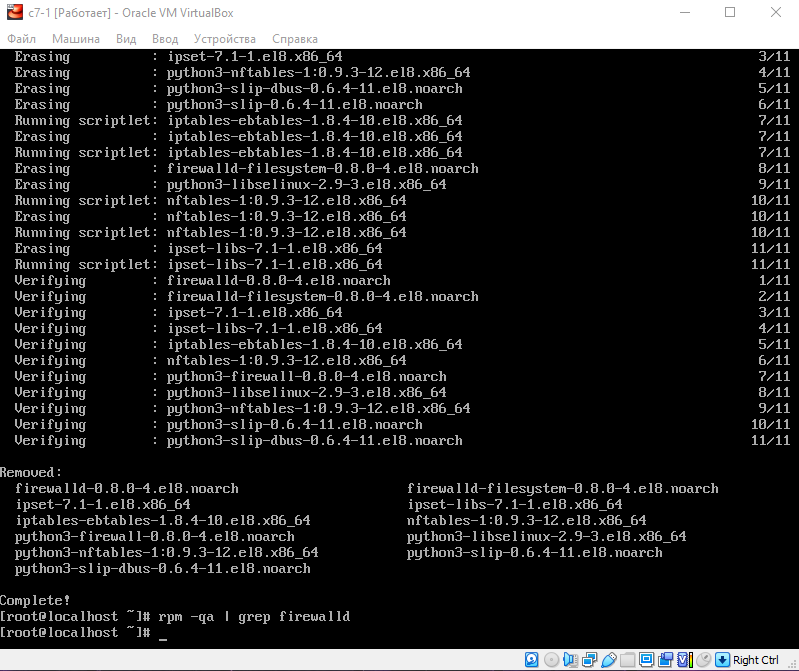 c7-1 [Работает] - Oracle VM VirtualBox
Файл Машина Вид Ввод Устройства Справка
Erasing : ipset-7.1-1.el8.x86_64 3/11
Erasing : python3-nftables-1:0.9.3-12.el8.x86_64 4/11
Erasing : python3-slip-dbus-0.6.4-11.el8.noarch 5/11
Erasing : python3-slip-0.6.4-11.el8.noarch 6/11
Running scriptlet: iptables-ebtables-1.8.4-10.el8.x86_64 7/11
Erasing : iptables-ebtables-1.8.4-10.el8.x86_64 7/11
Running scriptlet: iptables-ebtables-1.8.4-10.el8.x86_64 7/11
Erasing : firewalld-filesystem-0.8.0-4.el8.noarch 8/11
Erasing : python3-libselinux-2.9-3.el8.x86_64 9/11
Running scriptlet: nftables-1:0.9.3-12.el8.x86_64 10/11
Erasing : nftables-1:0.9.3-12.el8.x86_64 10/11
Running scriptlet: nftables-1:0.9.3-12.el8.x86_64 10/11
Erasing : ipset-libs-7.1-1.el8.x86_64 11/11
Running scriptlet: ipset-libs-7.1-1.el8.x86_64 11/11
Verifying : firewalld-0.8.0-4.el8.noarch 1/11
Verifying : firewalld-filesystem-0.8.0-4.el8.noarch 2/11
Verifying : ipset-7.1-1.el8.x86_64 3/11
Verifying : ipset-libs-7.1-1.el8.x86_64 4/11
Verifying : iptables-ebtables-1.8.4-10.el8.x86_64 5/11
Verifying : nftables-1:0.9.3-12.el8.x86_64 6/11
Verifying : python3-firewall-0.8.0-4.el8.noarch 7/11
Verifying : python3-libselinux-2.9-3.el8.x86_64 8/11
Verifying : python3-nftables-1:0.9.3-12.el8.x86_64 9/11
Verifying : python3-slip-0.6.4-11.el8.noarch 10/11
Verifying : python3-slip-dbus-0.6.4-11.el8.noarch 11/11
Removed:
firewalld-0.8.0-4.el8.noarch firewalld-filesystem-0.8.0-4.el8.noarch
ipset-7.1-1.el8.x86_64 ipset-libs-7.1-1.el8.x86_64
iptables-ebtables-1.8.4-10.el8.x86_64 nftables-1:0.9.3-12.el8.x86_64
python3-firewall-0.8.0-4.el8.noarch python3-libselinux-2.9-3.el8.x86_64
python3-nftables-1:0.9.3-12.el8.x86_64 python3-slip-0.6.4-11.el8.noarch
python3-slip-dbus-0.6.4-11.el8.noarch
Complete!
[root@localhost ~]# rpm -qa | grep firewalld
[root@localhost ~]# _
Right Ctrl